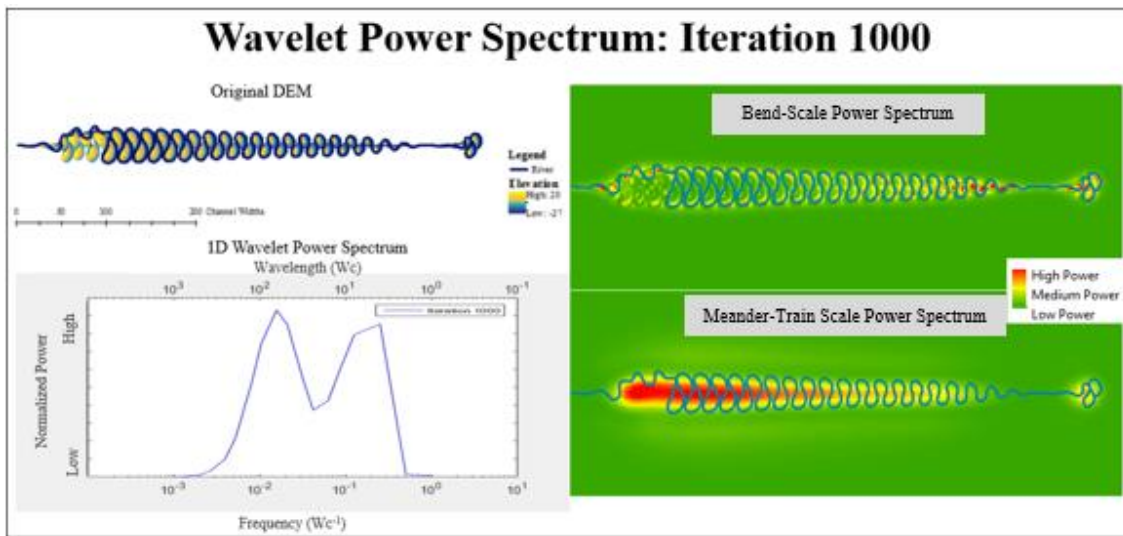 Wavelet Power Spectrum: Iteration 1000
Original DEM
Legend
River
Elevation
High: 20
Low: -27
0 50 100 200 Channel Widths
1D Wavelet Power Spectrum
Wavelength (Wc)
10³ 10² 10¹ 10⁰ 10⁻¹
Iteration 1000
Normalized Power
High
Low
10⁻³ 10⁻² 10⁻¹ 10⁰ 10¹
Frequency (Wc⁻¹)
Bend-Scale Power Spectrum
High Power
Medium Power
Low Power
Meander-Train Scale Power Spectrum